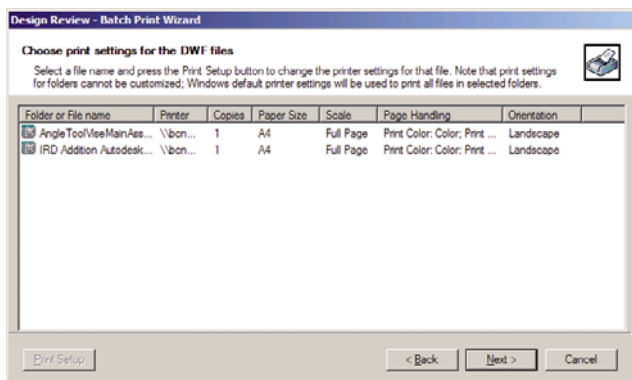 Design Review - Batch Print Wizard
Choose print settings for the DWF files
Select a file name and press the Print Setup button to change the printer settings for that file. Note that print settings
for folders cannot be customized; Windows default printer settings will be used to print all files in selected folders.
Folder or File name Printer Copies Paper Size Scale Page Handling Orientation
AngleToolViseMainAss... \\bcn... 1 A4 Full Page Print Color: Color; Print ... Landscape
IRD Addition Autodesk... \\bcn... 1 A4 Full Page Print Color: Color; Print ... Landscape
Print Setup < Back Next > Cancel